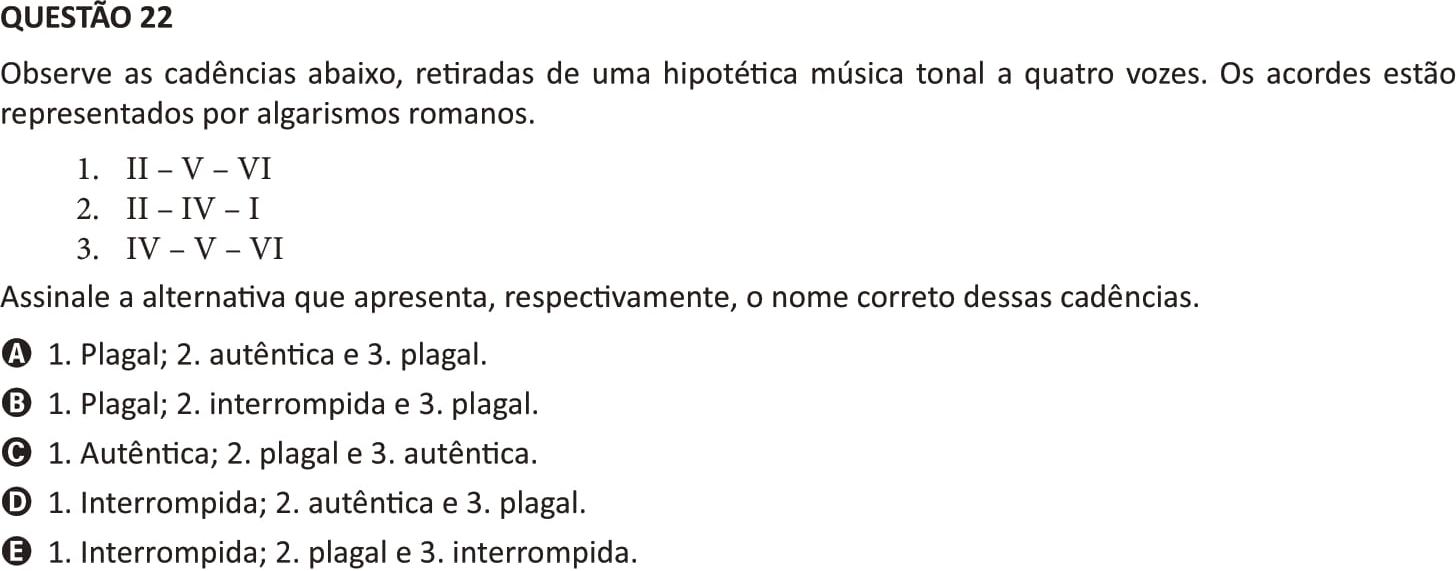 QUESTÃO 22
Observe as cadências abaixo, retiradas de uma hipotética música tonal a quatro vozes. Os acordes estão
representados por algarismos romanos.
1. II – V – VI
2. II – IV – I
3. IV – V – VI
Assinale a alternativa que apresenta, respectivamente, o nome correto dessas cadências.
A 1. Plagal; 2. autêntica e 3. plagal.
B 1. Plagal; 2. interrompida e 3. plagal.
C 1. Autêntica; 2. plagal e 3. autêntica.
D 1. Interrompida; 2. autêntica e 3. plagal.
E 1. Interrompida; 2. plagal e 3. interrompida.